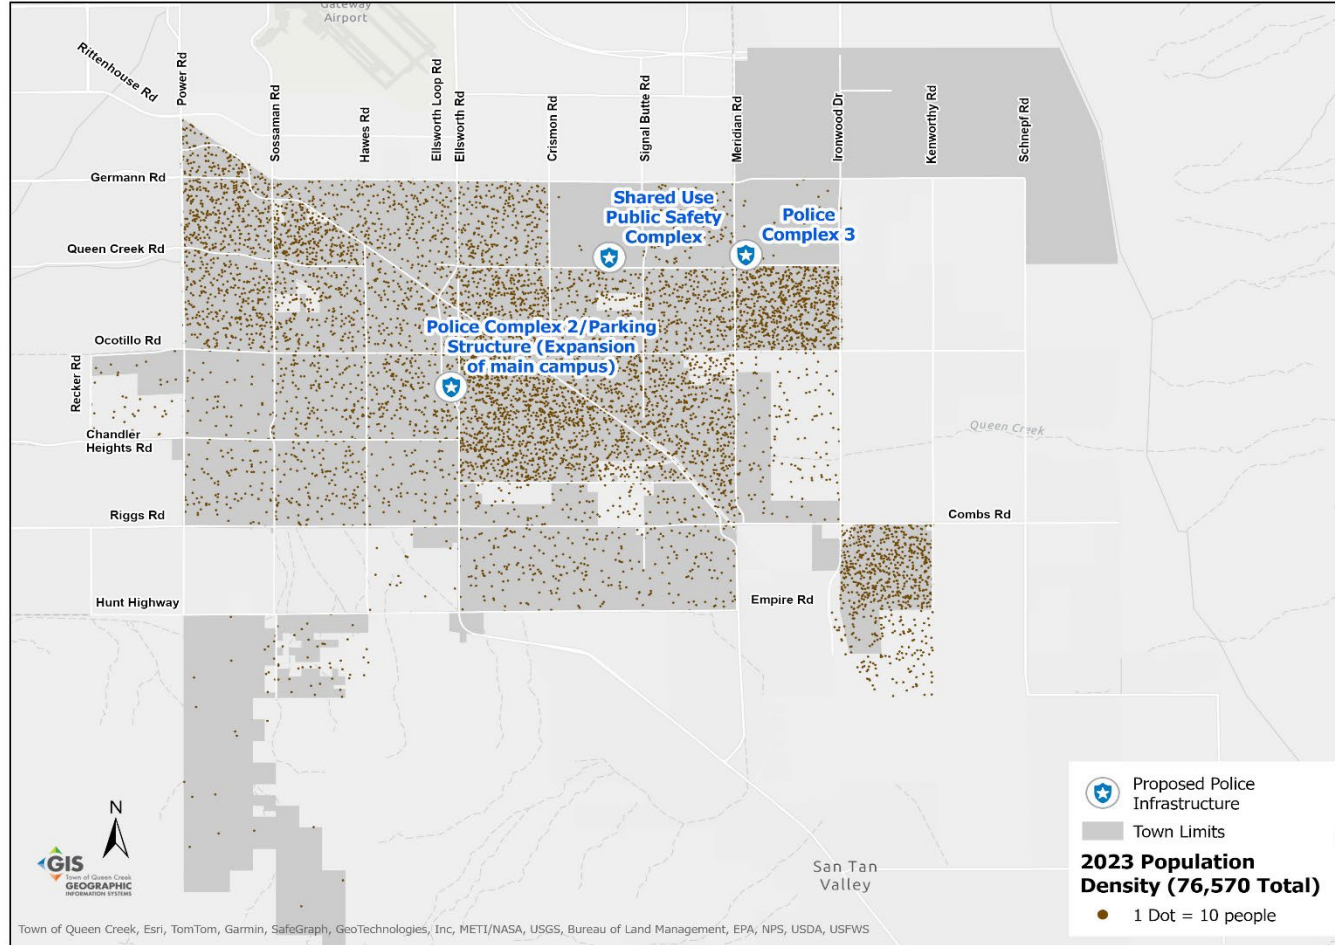 Gateway
Airport
Rittenhouse Rd
Power Rd
Sossaman Rd
Hawes Rd
Ellsworth Loop Rd
Ellsworth Rd
Crismon Rd
Signal Butte Rd
Meridian Rd
Ironwood Dr
Kenworthy Rd
Schnepf Rd
Germann Rd
Shared Use
Public Safety
Complex
Police
Complex 3
Queen Creek Rd
Police Complex 2/Parking
Structure (Expansion
of main campus)
Ocotillo Rd
Recker Rd
Chandler
Heights Rd
Queen Creek
Riggs Rd
Combs Rd
Hunt Highway
Empire Rd
San Tan
Valley
N
GIS
Town of Queen Creek
GEOGRAPHIC
INFORMATION SYSTEMS
Proposed Police
Infrastructure
Town Limits
2023 Population
Density (76,570 Total)
1 Dot = 10 people
Town of Queen Creek, Esri, TomTom, Garmin, SafeGraph, GeoTechnologies, Inc, METI/NASA, USGS, Bureau of Land Management, EPA, NPS, USDA, USFWS